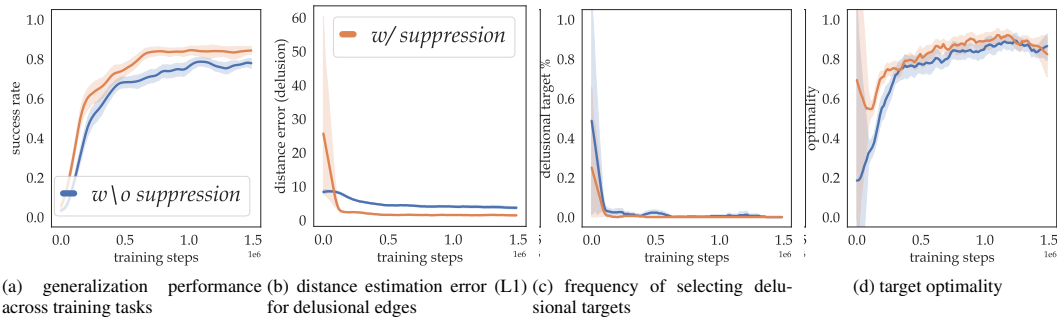 1.0
0.8
0.6
0.4
0.2
0.0
success rate
w\o suppression
0.0 0.5 1.0 1.5
training steps
1e6
(a) generalization performance across training tasks
60
50
40
30
20
10
0
distance error (delusion)
w/ suppression
0.0 0.5 1.0 1.5
training steps
1e6
(b) distance estimation error (L1) for delusional edges
1.0
0.8
0.6
0.4
0.2
0.0
delusional target %
0.0 0.5 1.0 1.5
training steps
1e6
(c) frequency of selecting delu-
sional targets
1.0
0.8
0.6
0.4
0.2
0.0
optimality
0.0 0.5 1.0 1.5
training steps
1e6
(d) target optimality